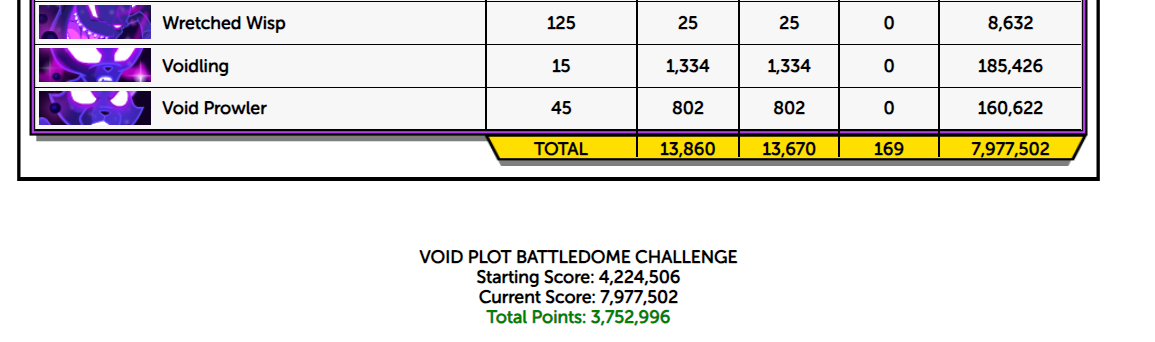 Wretched Wisp 125 25 25 0 8,632
Voidling 15 1,334 1,334 0 185,426
Void Prowler 45 802 802 0 160,622
TOTAL 13,860 13,670 169 7,977,502
VOID PLOT BATTLEDOME CHALLENGE
Starting Score: 4,224,506
Current Score: 7,977,502
Total Points: 3,752,996